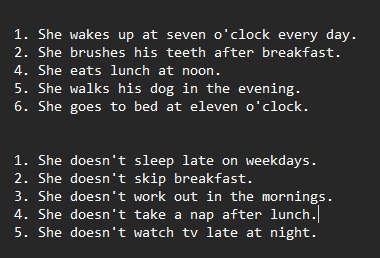 1. She wakes up at seven o'clock every day.
2. She brushes his teeth after breakfast.
4. She eats lunch at noon.
5. She walks his dog in the evening.
6. She goes to bed at eleven o'clock.
1. She doesn't sleep late on weekdays.
2. She doesn't skip breakfast.
3. She doesn't work out in the mornings.
4. She doesn't take a nap after lunch.
5. She doesn't watch tv late at night.